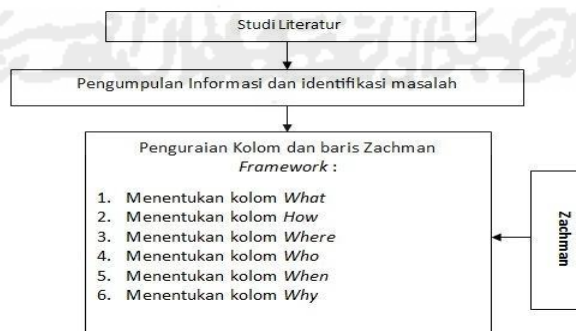 Studi Literatur
Pengumpulan Informasi dan identifikasi masalah
Penguraian Kolom dan baris Zachman
Framework :
1. Menentukan kolom What
2. Menentukan kolom How
3. Menentukan kolom Where
4. Menentukan kolom Who
5. Menentukan kolom When
6. Menentukan kolom Why
Zachman